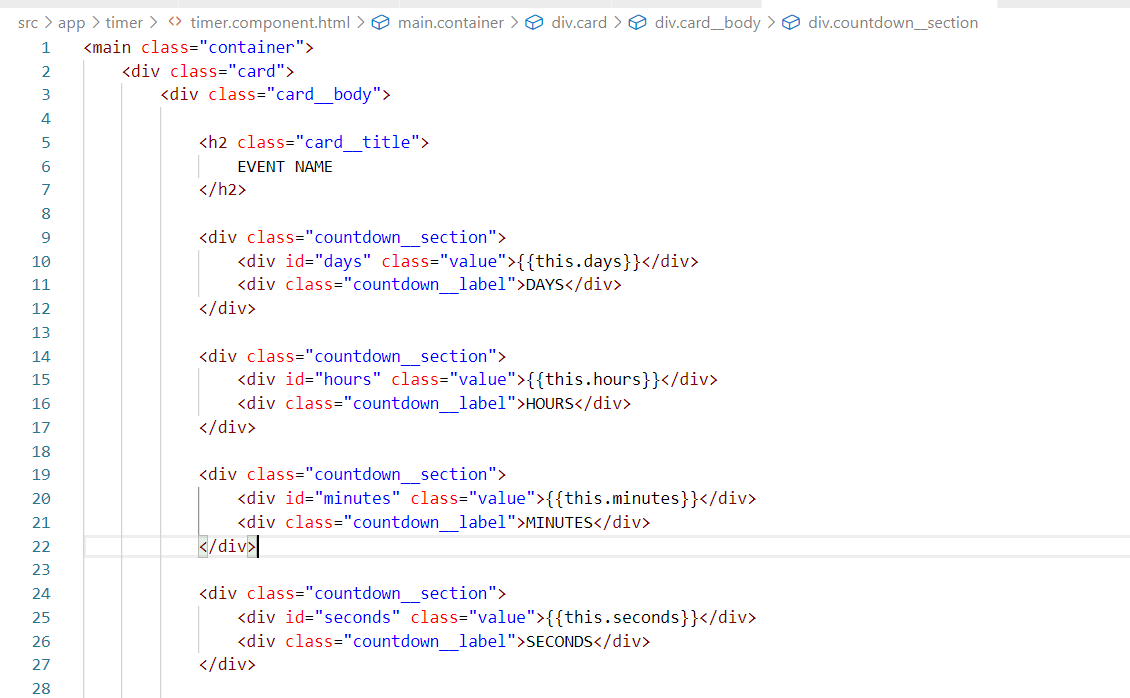 src > app > timer > <> timer.component.html > main.container > div.card > div.card__body > div.countdown__section
1 <main class="container">
2 <div class="card">
3 <div class="card__body">
4
5 <h2 class="card__title">
6 EVENT NAME
7 </h2>
8
9 <div class="countdown__section">
10 <div id="days" class="value">{{this.days}}</div>
11 <div class="countdown__label">DAYS</div>
12 </div>
13
14 <div class="countdown__section">
15 <div id="hours" class="value">{{this.hours}}</div>
16 <div class="countdown__label">HOURS</div>
17 </div>
18
19 <div class="countdown__section">
20 <div id="minutes" class="value">{{this.minutes}}</div>
21 <div class="countdown__label">MINUTES</div>
22 </div>
23
24 <div class="countdown__section">
25 <div id="seconds" class="value">{{this.seconds}}</div>
26 <div class="countdown__label">SECONDS</div>
27 </div>
28